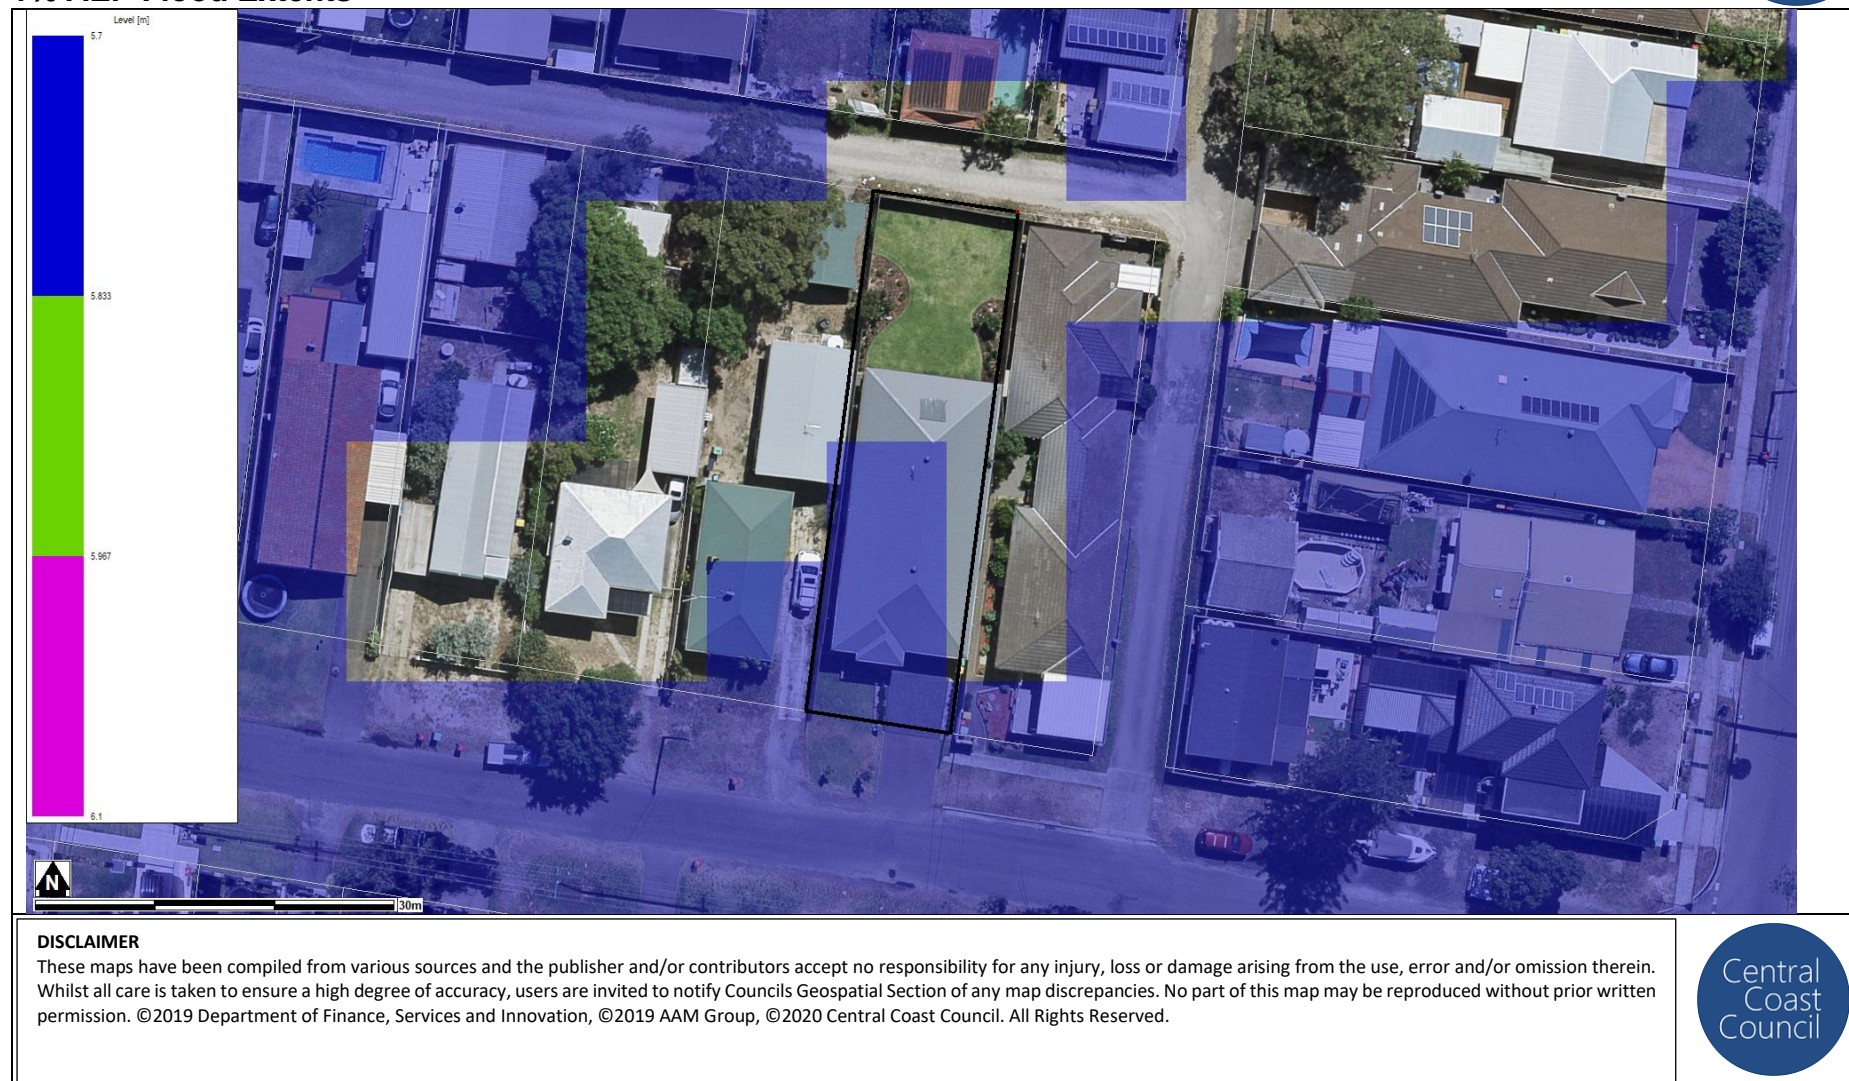 Level [m]
5.7
5.833
5.967
6.1
N
30m
DISCLAIMER
These maps have been compiled from various sources and the publisher and/or contributors accept no responsibility for any injury, loss or damage arising from the use, error and/or omission therein.
Whilst all care is taken to ensure a high degree of accuracy, users are invited to notify Councils Geospatial Section of any map discrepancies. No part of this map may be reproduced without prior written
permission. ©2019 Department of Finance, Services and Innovation, ©2019 AAM Group, ©2020 Central Coast Council. All Rights Reserved.
Central
Coast
Council